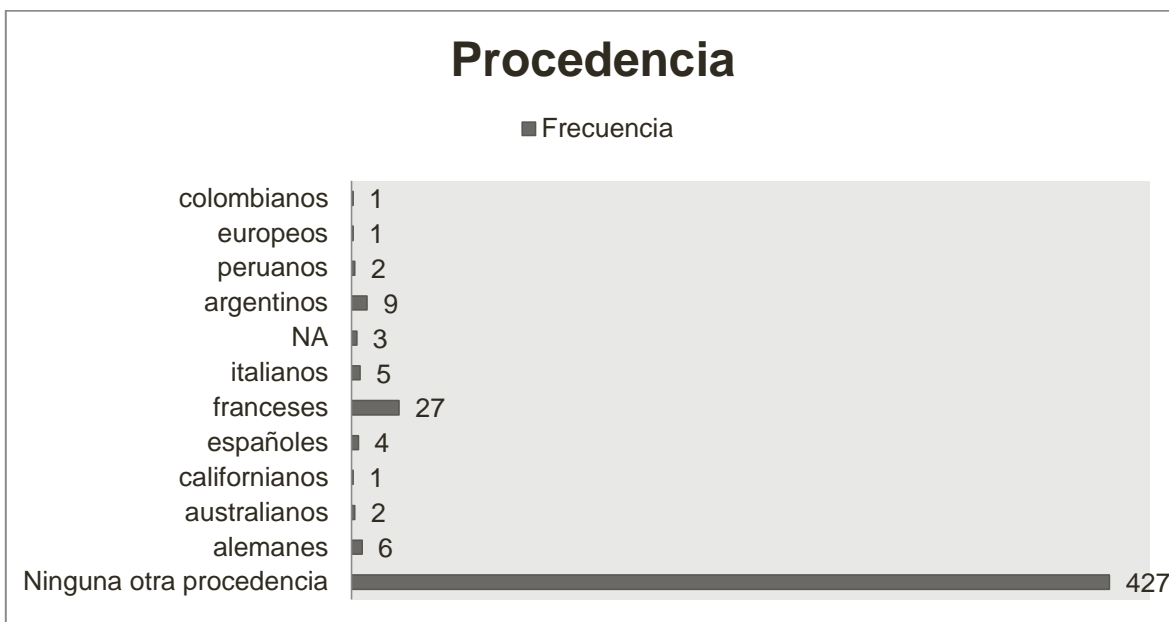 Procedencia
Frecuencia
colombianos 1
europeos 1
peruanos 2
argentinos 9
NA 3
italianos 5
franceses 27
españoles 4
californianos 1
australianos 2
alemanes 6
Ninguna otra procedencia 427